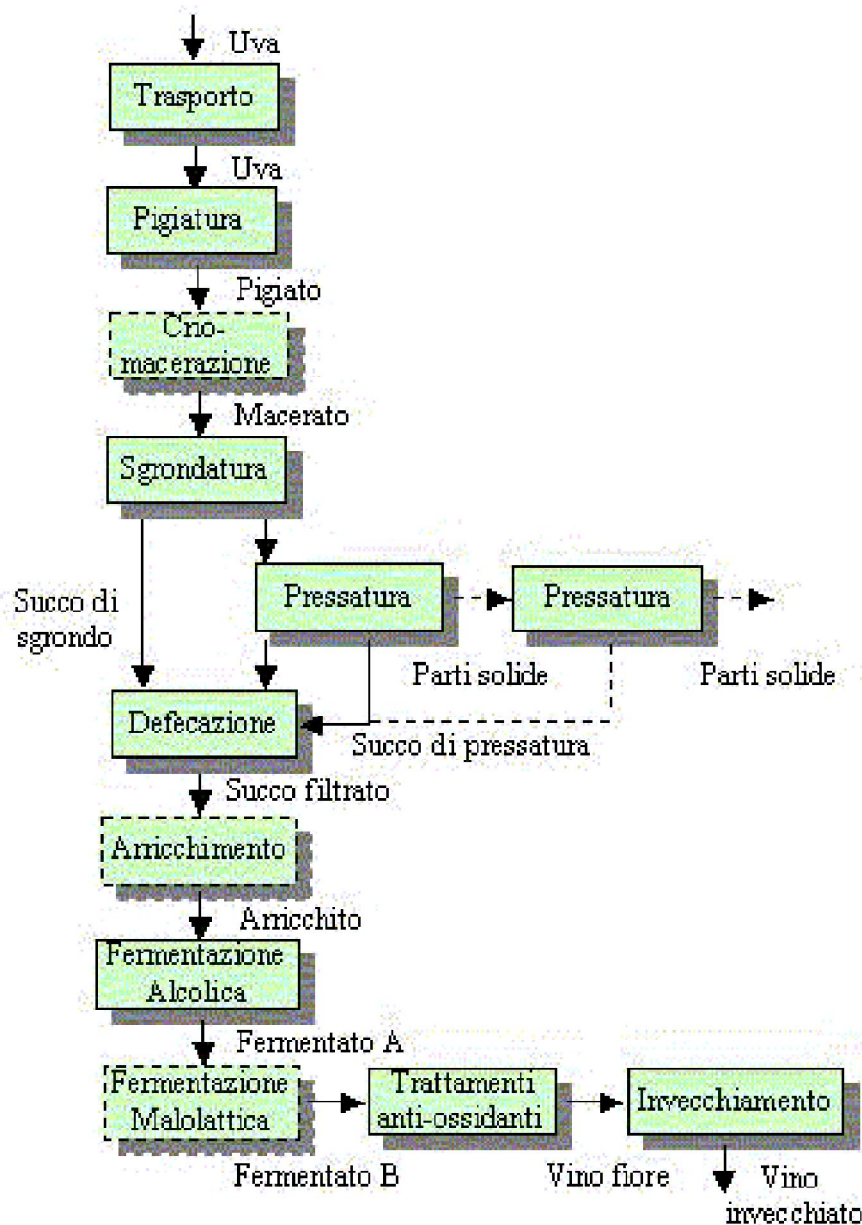 Uva
Trasporto
Uva
Pigiatura
Pigiato
Crio-
macerazione
Macerato
Sgrondatura
Succo di
sgrondo
Pressatura
Pressatura
Parti solide
Parti solide
Defecazione
Succo di pressatura
Succo filtrato
Arricchimento
Arricchito
Fermentazione
Alcolica
Fermentato A
Fermentazione
Malolattica
Trattamenti
anti-ossidanti
Invecchiamento
Fermentato B
Vino fiore
Vino
invecchiato